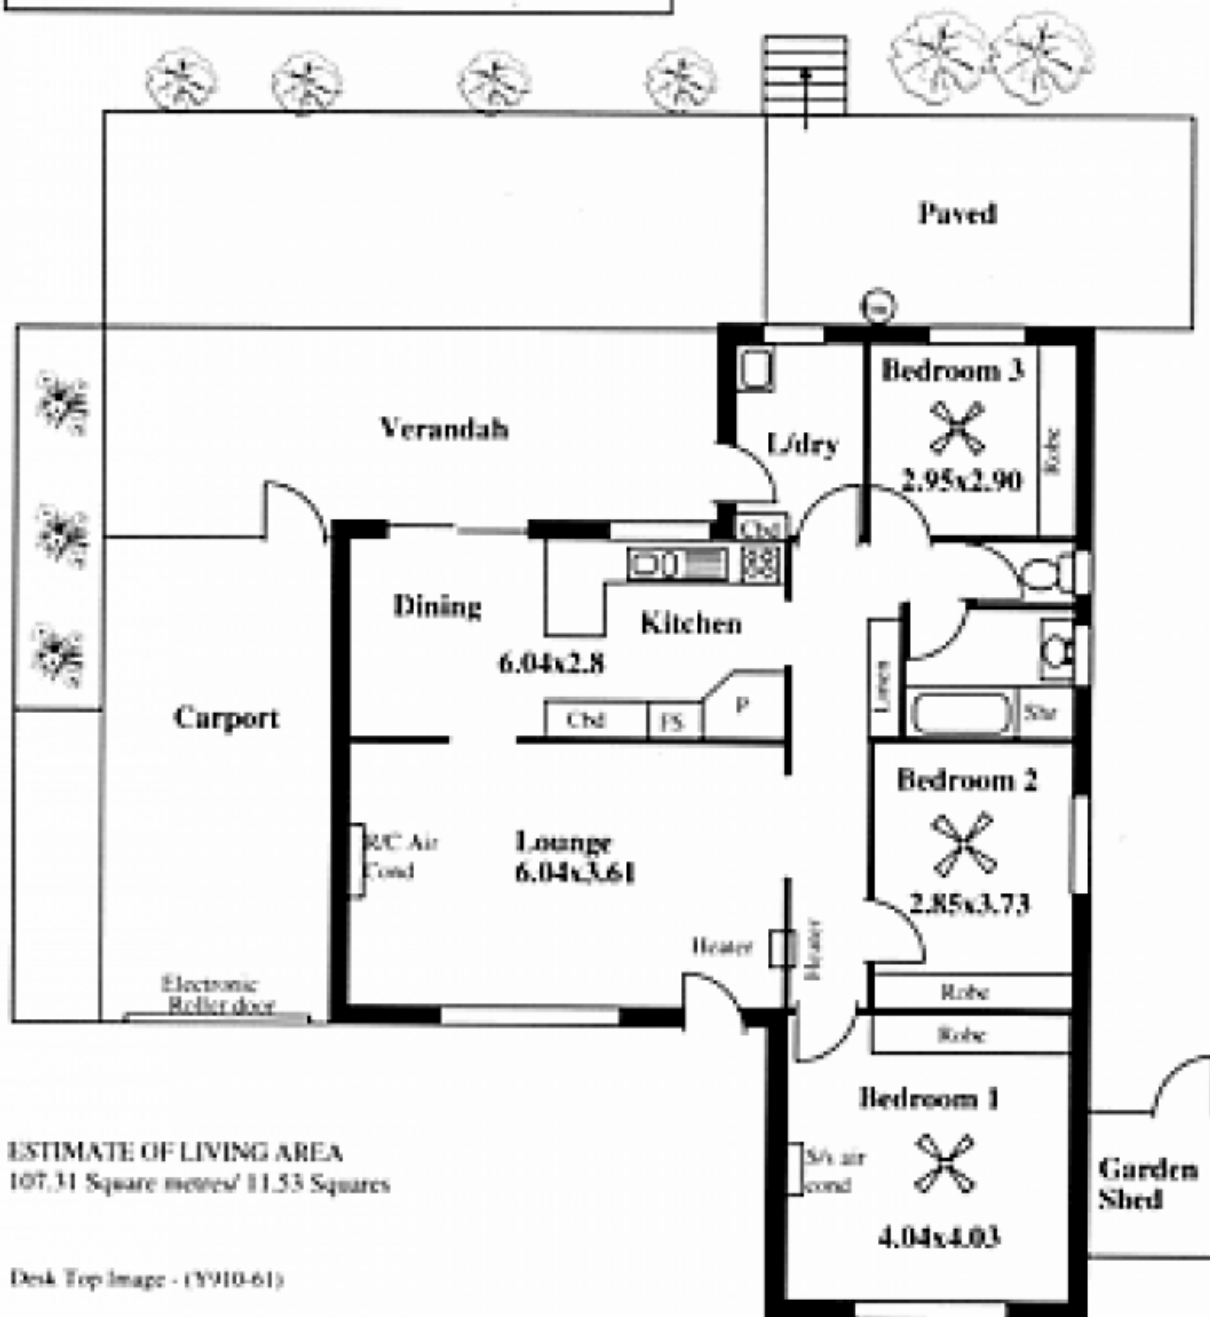 Paved
Bedroom 3
Verandah
L/dry
Robe
2.95x2.90
Cbd
Dining
Kitchen
6.04x2.8
Linen
P
Cbd
FS
Shr
Carport
Bedroom 2
R/C Air
Cond
Lounge
6.04x3.61
2.85x3.73
Heater
Heater
Electronic
Roller door
Robe
Robe
Bedroom 1
S/s air
cond
Garden
Shed
4.04x4.03
ESTIMATE OF LIVING AREA
107.31 Square metres/ 11.53 Squares
Desk Top Image - (Y910-61)